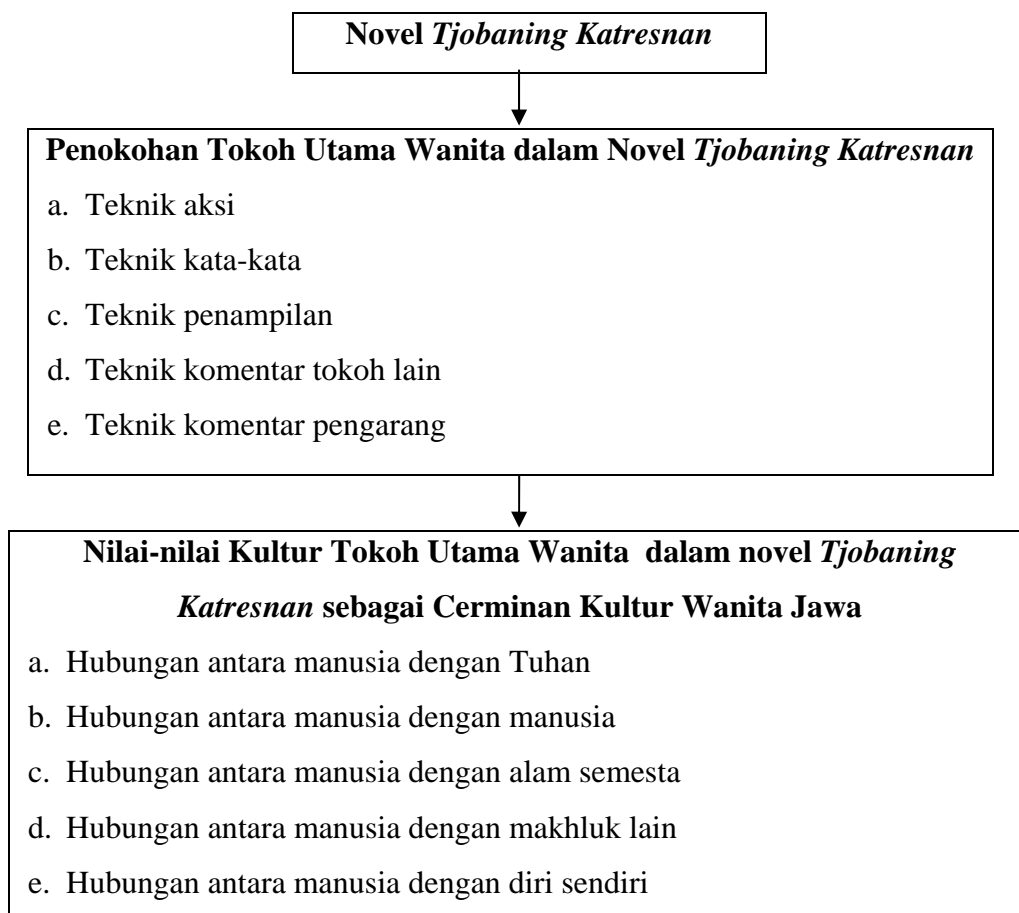 Novel Tjobaning Katresnan
Penokohan Tokoh Utama Wanita dalam Novel Tjobaning Katresnan
a. Teknik aksi
b. Teknik kata-kata
c. Teknik penampilan
d. Teknik komentar tokoh lain
e. Teknik komentar pengarang
Nilai-nilai Kultur Tokoh Utama Wanita dalam novel Tjobaning
Katresnan sebagai Cerminan Kultur Wanita Jawa
a. Hubungan antara manusia dengan Tuhan
b. Hubungan antara manusia dengan manusia
c. Hubungan antara manusia dengan alam semesta
d. Hubungan antara manusia dengan makhluk lain
e. Hubungan antara manusia dengan diri sendiri